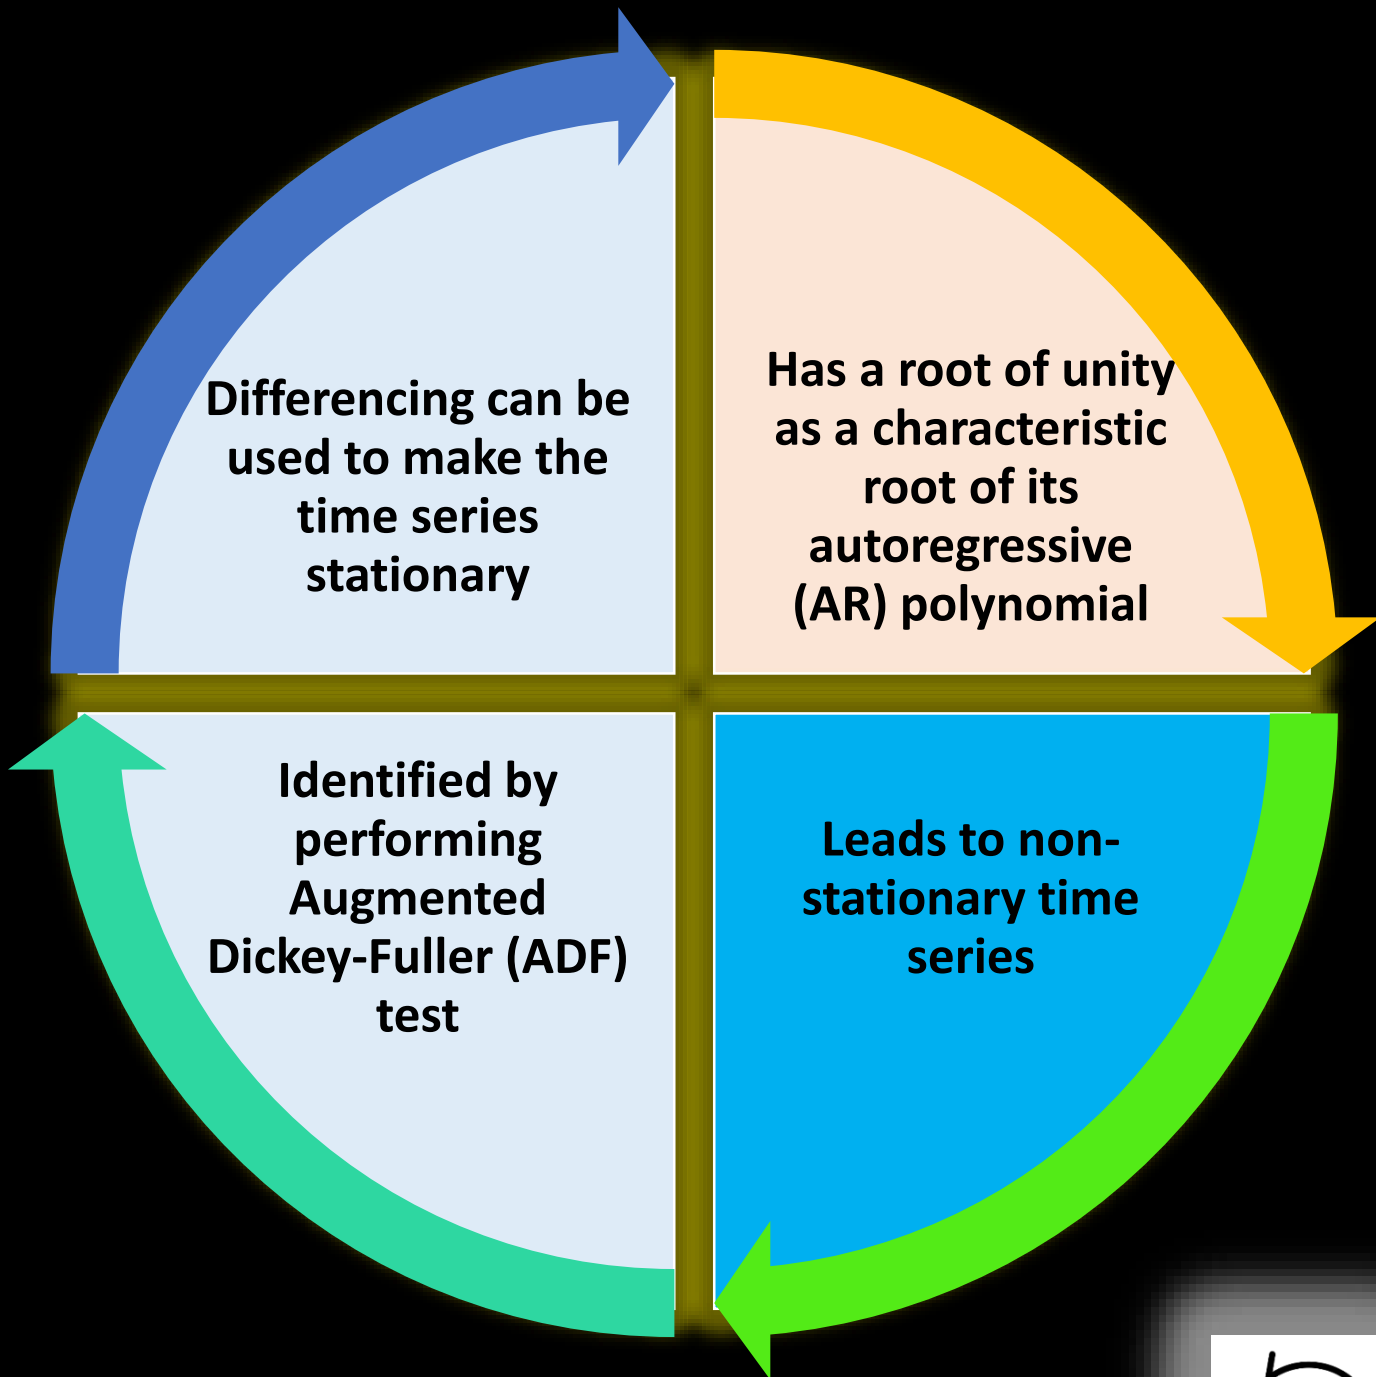 Differencing can be
used to make the
time series
stationary
Has a root of unity
as a characteristic
root of its
autoregressive
(AR) polynomial
Identified by
performing
Augmented
Dickey-Fuller (ADF)
test
Leads to non-
stationary time
series